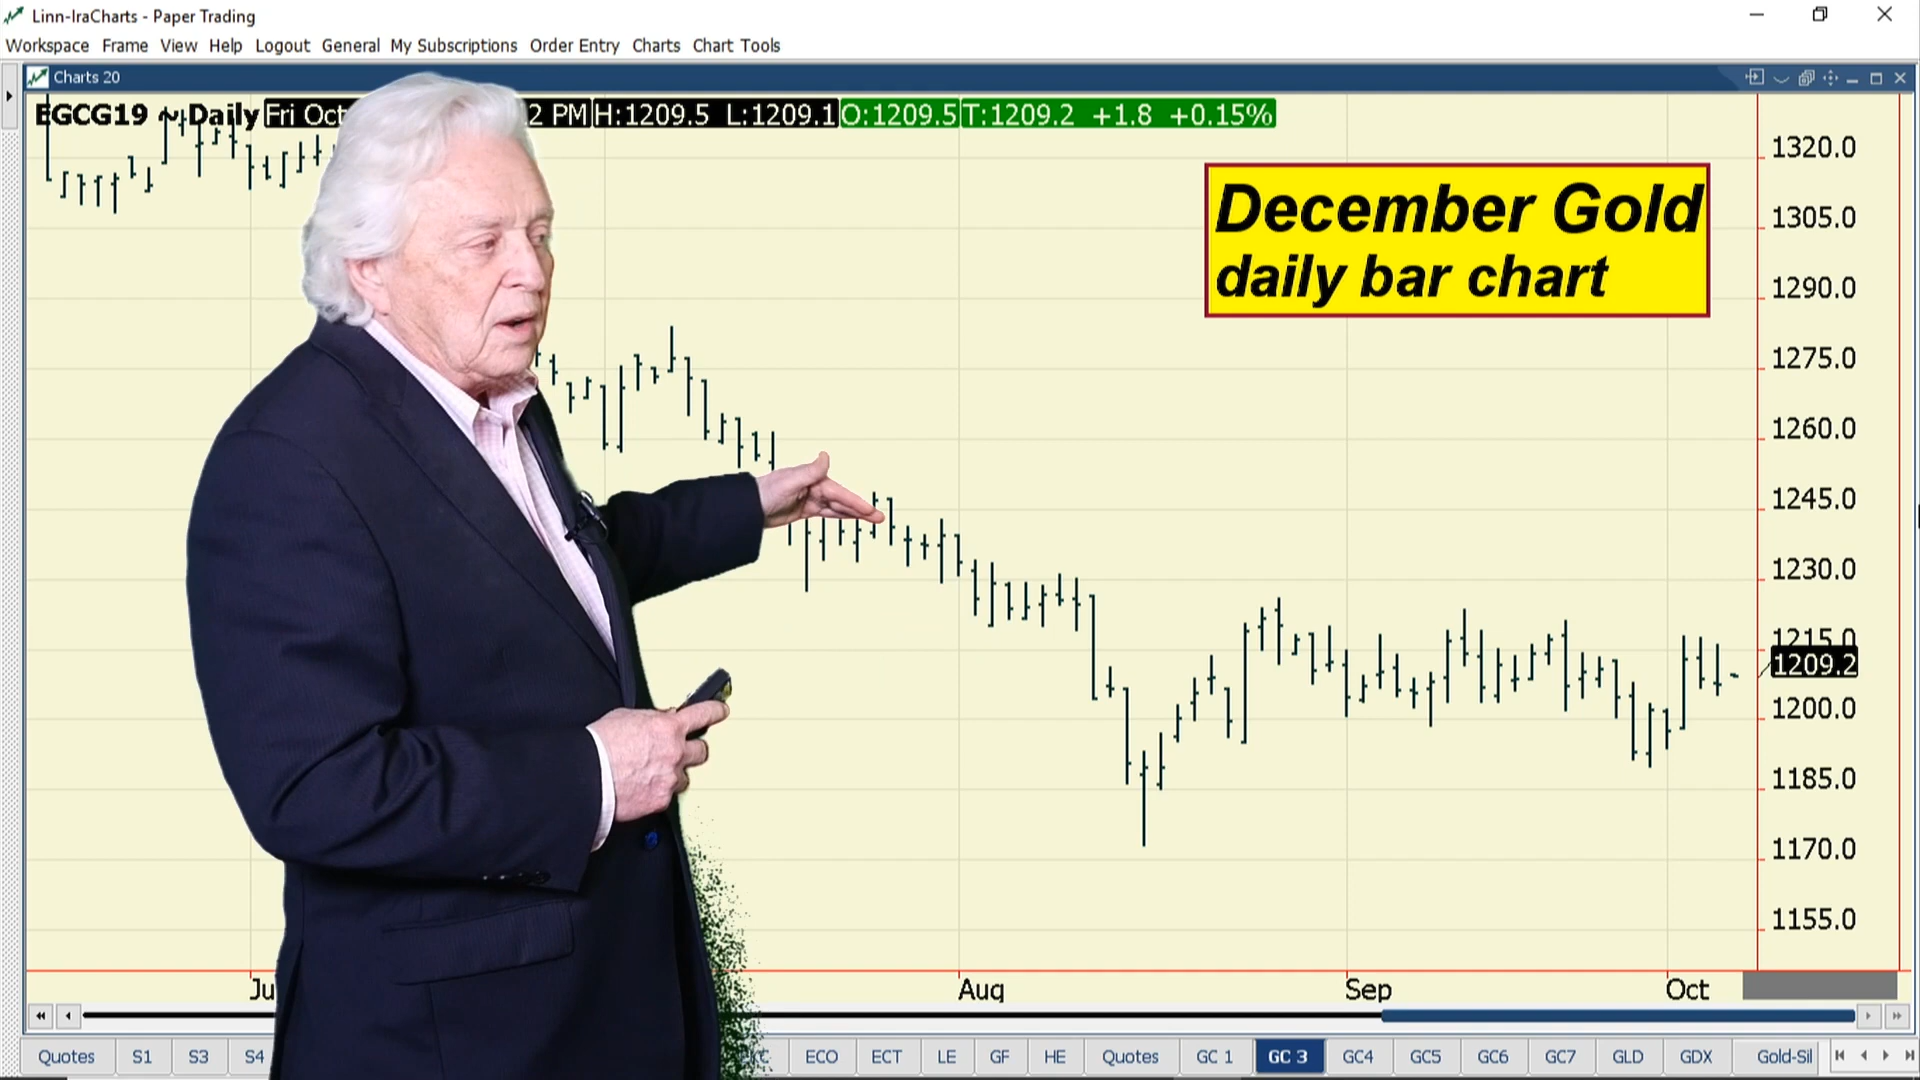 Linn-IraCharts - Paper Trading
Workspace Frame View Help Logout General My Subscriptions Order Entry Charts Chart Tools
Charts 20
EGCG19 ~ Daily Fri Oct 2 PM H:1209.5 L:1209.1 O:1209.5 T:1209.2 +1.8 +0.15%
December Gold
daily bar chart
1320.0
1305.0
1290.0
1275.0
1260.0
1245.0
1230.0
1215.0
1209.2
1200.0
1185.0
1170.0
1155.0
Ju Aug Sep Oct
Quotes S1 S3 S4 ECO ECT LE GF HE Quotes GC 1 GC 3 GC4 GC5 GC6 GC7 GLD GDX Gold-Sil